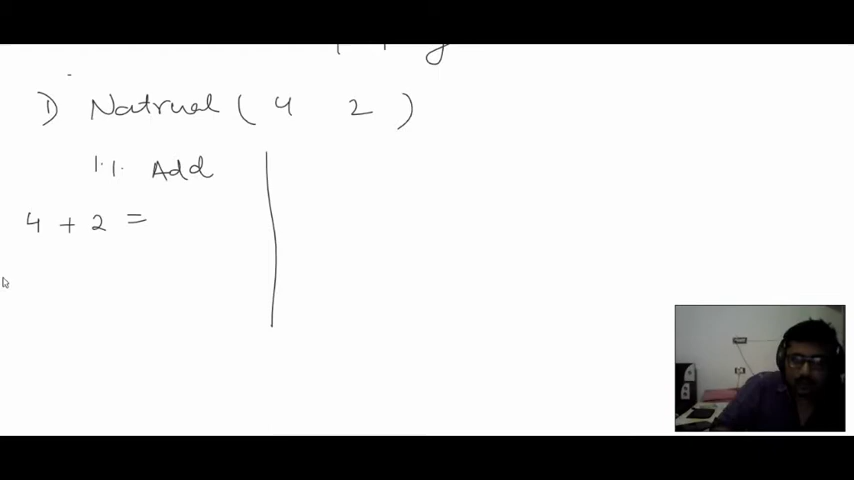 1) Natrual ( 4 2 )
1.1. Add
4 + 2 =